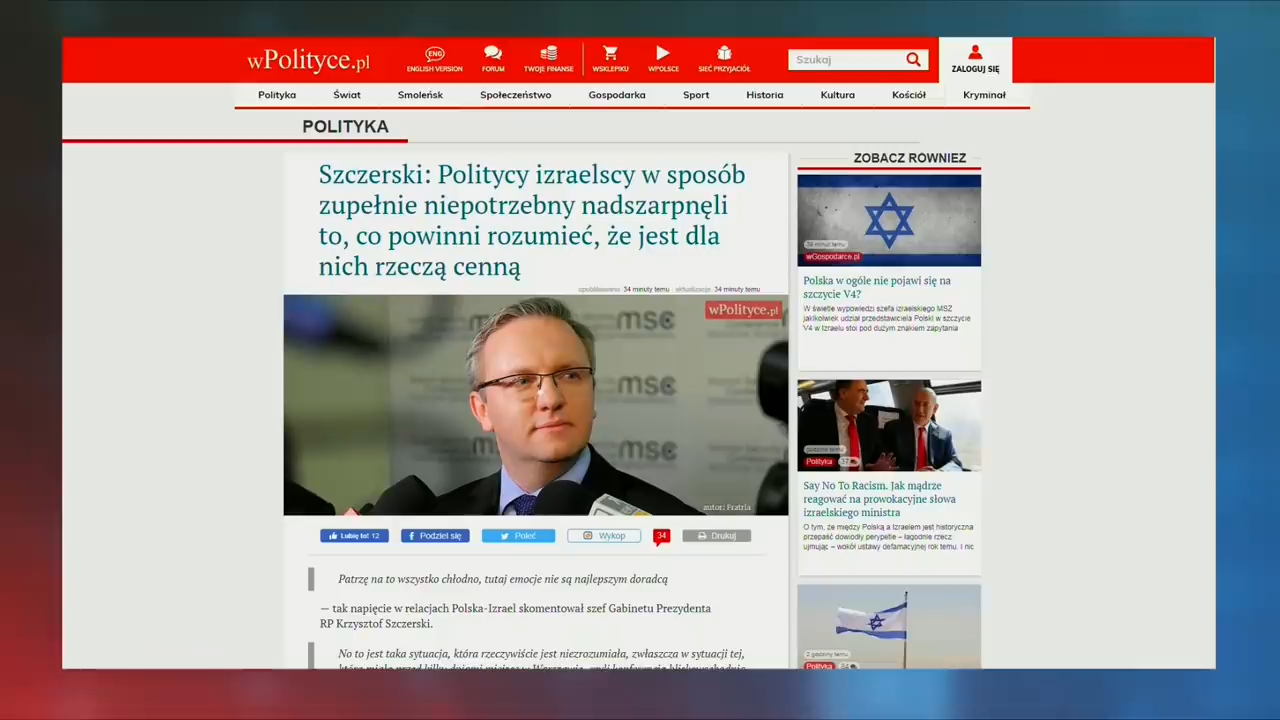 wPolityce.pl
ENG
ENGLISH VERSION
FORUM
TWOJE FINANSE
WSKLEPIKU
WPOLSCE
SIEĆ PRZYJACIÓŁ
Szukaj
ZALOGUJ SIĘ
Polityka Świat Smoleńsk Społeczeństwo Gospodarka Sport Historia Kultura Kościół Kryminał
POLITYKA
Szczerski: Politycy izraelscy w sposób
zupełnie niepotrzebny nadszarpnęli
to, co powinni rozumieć, że jest dla
nich rzeczą cenną
opublikowano: 34 minuty temu aktualizacja: 34 minuty temu
wPolityce.pl
msc
msc
msc
autor: Fratria
Lubię to! 12
Podziel się
Poleć
Wykop
34
Drukuj
Patrzę na to wszystko chłodno, tutaj emocje nie są najlepszym doradcą
— tak napięcie w relacjach Polska-Izrael skomentował szef Gabinetu Prezydenta
RP Krzysztof Szczerski.
No to jest taka sytuacja, która rzeczywiście jest niezrozumiała, zwłaszcza w sytuacji tej,
ZOBACZ RÓWNIEŻ
minut temu
wGospodarce.pl
Polska w ogóle nie pojawi się na
szczycie V4?
W świetle wypowiedzi szefa izraelskiego MSZ
jakikolwiek udział przedstawiciela Polski w szczycie
V4 w Izraelu stoi pod dużym znakiem zapytania
godzinę temu
Polityka
Say No To Racism. Jak mądrze
reagować na prowokacyjne słowa
izraelskiego ministra
O tym, że między Polską a Izraelem jest historyczna
przepaść dowiodły perypetie – łagodnie rzecz
ujmując – wokół ustawy defamacyjnej rok temu. I nic
2 godziny temu
Polityka